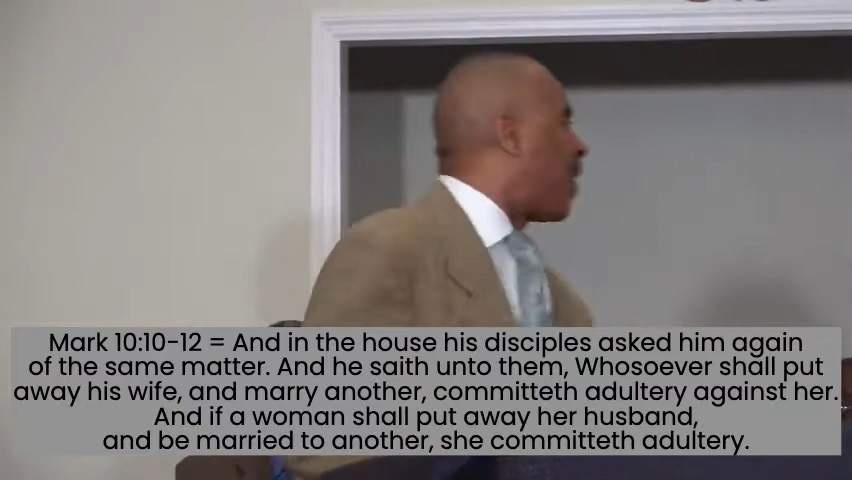 Mark 10:10-12 = And in the house his disciples asked him again
of the same matter. And he saith unto them, Whosoever shall put
away his wife, and marry another, committeth adultery against her.
And if a woman shall put away her husband,
and be married to another, she committeth adultery.